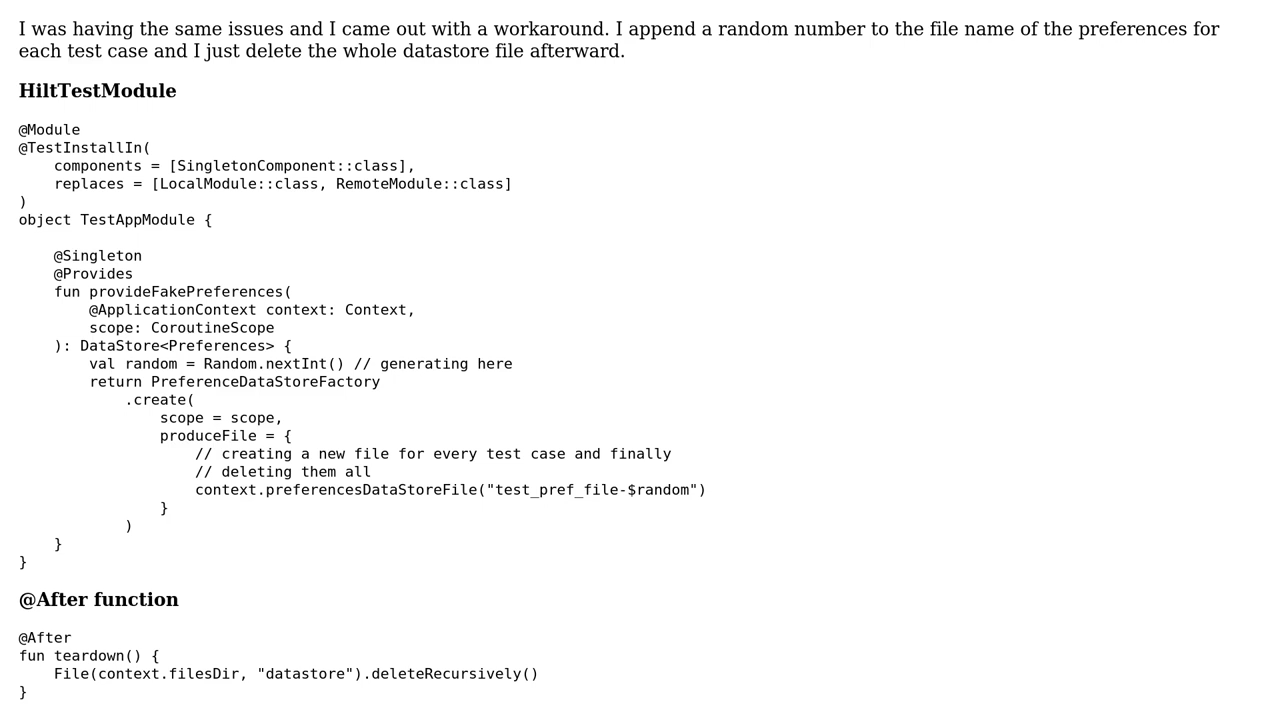 I was having the same issues and I came out with a workaround. I append a random number to the file name of the preferences for
each test case and I just delete the whole datastore file afterward.
HiltTestModule
@Module
@TestInstallIn(
    components = [SingletonComponent::class],
    replaces = [LocalModule::class, RemoteModule::class]
)
object TestAppModule {

    @Singleton
    @Provides
    fun provideFakePreferences(
        @ApplicationContext context: Context,
        scope: CoroutineScope
    ): DataStore<Preferences> {
        val random = Random.nextInt() // generating here
        return PreferenceDataStoreFactory
            .create(
                scope = scope,
                produceFile = {
                    // creating a new file for every test case and finally
                    // deleting them all
                    context.preferencesDataStoreFile("test_pref_file-$random")
                }
            )
    }
}
@After function
@After
fun teardown() {
    File(context.filesDir, "datastore").deleteRecursively()
}